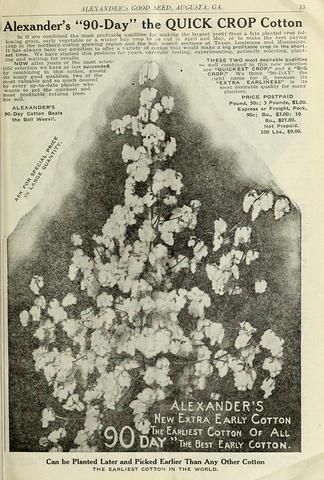 ALEXANDER'S GOOD SEED, AUGUSTA, GA. 55
Alexander's "90-Day" the QUICK CROP Cotton
In it are combined the most profitable qualities for making the largest profit from a late planted crop fol-
lowing grain, early vegetable or a winter hay crop to be cut in April and May, or to make the best paying
crop in the northern cotton growing region and the boll weevil sections of Texas, Louisiana and Mississippi.
It has always been our ambition to offer a variety of cotton that would make a big profitable crop in the short-
est time. We have worked on this problem for years, carefully testing, experimenting, patiently selecting, plant-
ing and waiting for results.
NOW after years of the most scien-
tific selection we have at last succeeded
by combining in this cotton, among
the many good qualities, two of the
most valuable and so much desired
for every up-to-date planter who
wants to get the quickest and
most profitable returns from
his soil.
ALEXANDER'S
90-Day Cotton Beats
the Boll Weevil.
THESE TWO most desirable qualities
so well combined in this new selection
are "QUICKEST CROP," and a "BIG
CROP." We think "90-DAY" the
right name for it, because its
"EXTRA EARLINESS" is its
most desirable quality for many
planters.
PRICE POSTPAID
Pound, 50c; 3 Pounds, $1.00.
Express or Freight, Peck,
90c; Bu., $3.00; 10
Bu., $27.00.
Not Prepaid.
100 Lbs., $9.00.
ASK FOR SPECIAL PRICE
IN LARGE QUANTITY.
ALEXANDER'S
NEW EXTRA EARLY COTTON
THE EARLIEST COTTON OF ALL
90 DAY "THE BEST EARLY COTTON.
Can be Planted Later and Picked Earlier Than Any Other Cotton
THE EARLIEST COTTON IN THE WORLD.